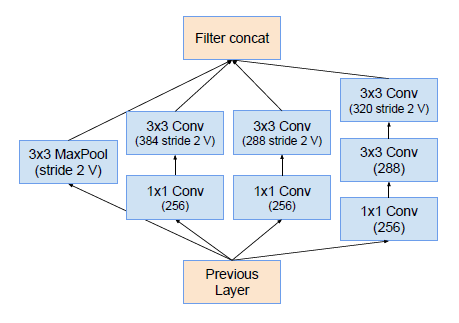 Filter concat
3x3 MaxPool
(stride 2 V)
3x3 Conv
(384 stride 2 V)
1x1 Conv
(256)
3x3 Conv
(288 stride 2 V)
1x1 Conv
(256)
3x3 Conv
(320 stride 2 V)
3x3 Conv
(288)
1x1 Conv
(256)
Previous
Layer